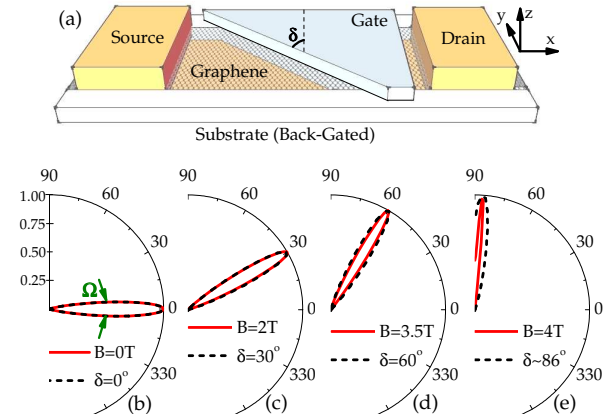 (a)
Source
Gate
δ
Graphene
Drain
z
y
x
Substrate (Back-Gated)
90
60
30
0
330
1.00
0.75
0.50
0.25
Ω
B=0T
δ=0°
(b)
90
60
30
0
330
B=2T
δ=30°
(c)
90
60
30
0
330
B=3.5T
δ=60°
(d)
90
60
30
0
330
B=4T
δ~86°
(e)